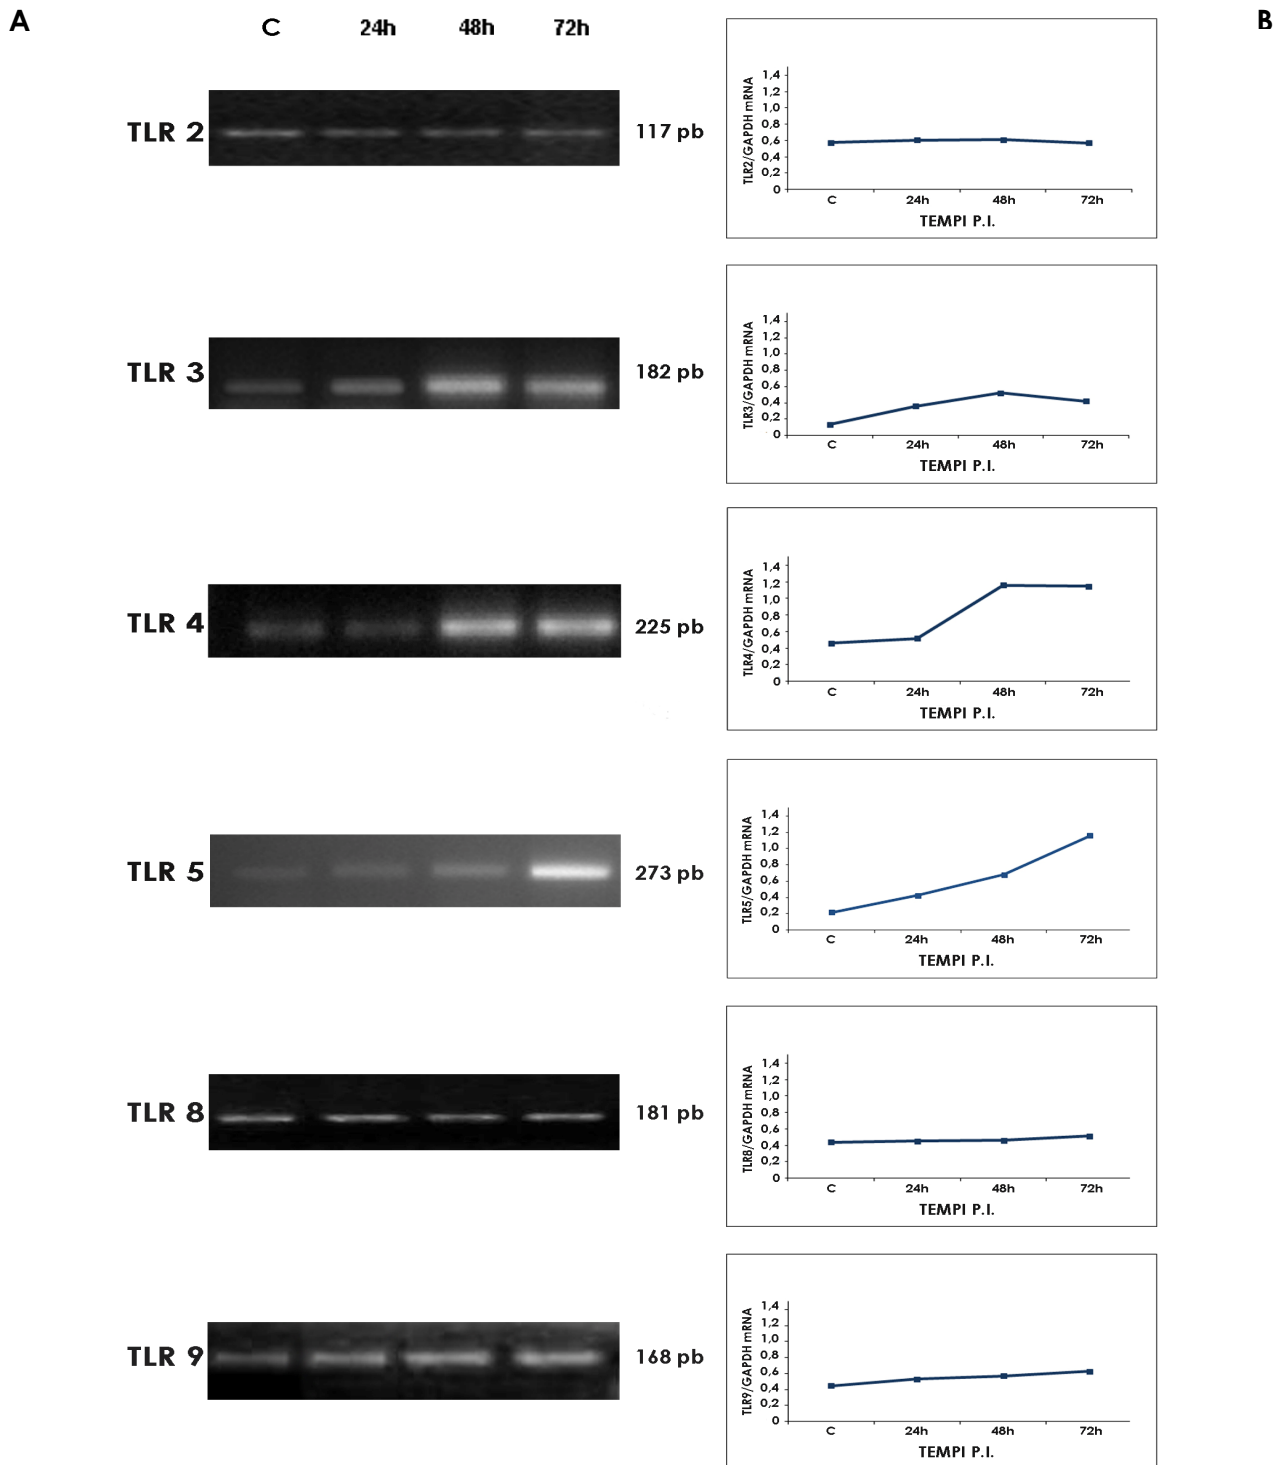 A
B
C 24h 48h 72h
TLR 2
117 pb
TLR2/GAPDH mRNA
1,4
1,2
1,0
0,8
0,6
0,4
0,2
0
C 24h 48h 72h
TEMPI P.I.
TLR 3
182 pb
TLR3/GAPDH mRNA
1,4
1,2
1,0
0,8
0,6
0,4
0,2
0
C 24h 48h 72h
TEMPI P.I.
TLR 4
225 pb
TLR4/GAPDH mRNA
1,4
1,2
1,0
0,8
0,6
0,4
0,2
0
C 24h 48h 72h
TEMPI P.I.
TLR 5
273 pb
TLR5/GAPDH mRNA
1,4
1,2
1,0
0,8
0,6
0,4
0,2
0
C 24h 48h 72h
TEMPI P.I.
TLR 8
181 pb
TLR8/GAPDH mRNA
1,4
1,2
1,0
0,8
0,6
0,4
0,2
0
C 24h 48h 72h
TEMPI P.I.
TLR 9
168 pb
TLR9/GAPDH mRNA
1,4
1,2
1,0
0,8
0,6
0,4
0,2
0
C 24h 48h 72h
TEMPI P.I.